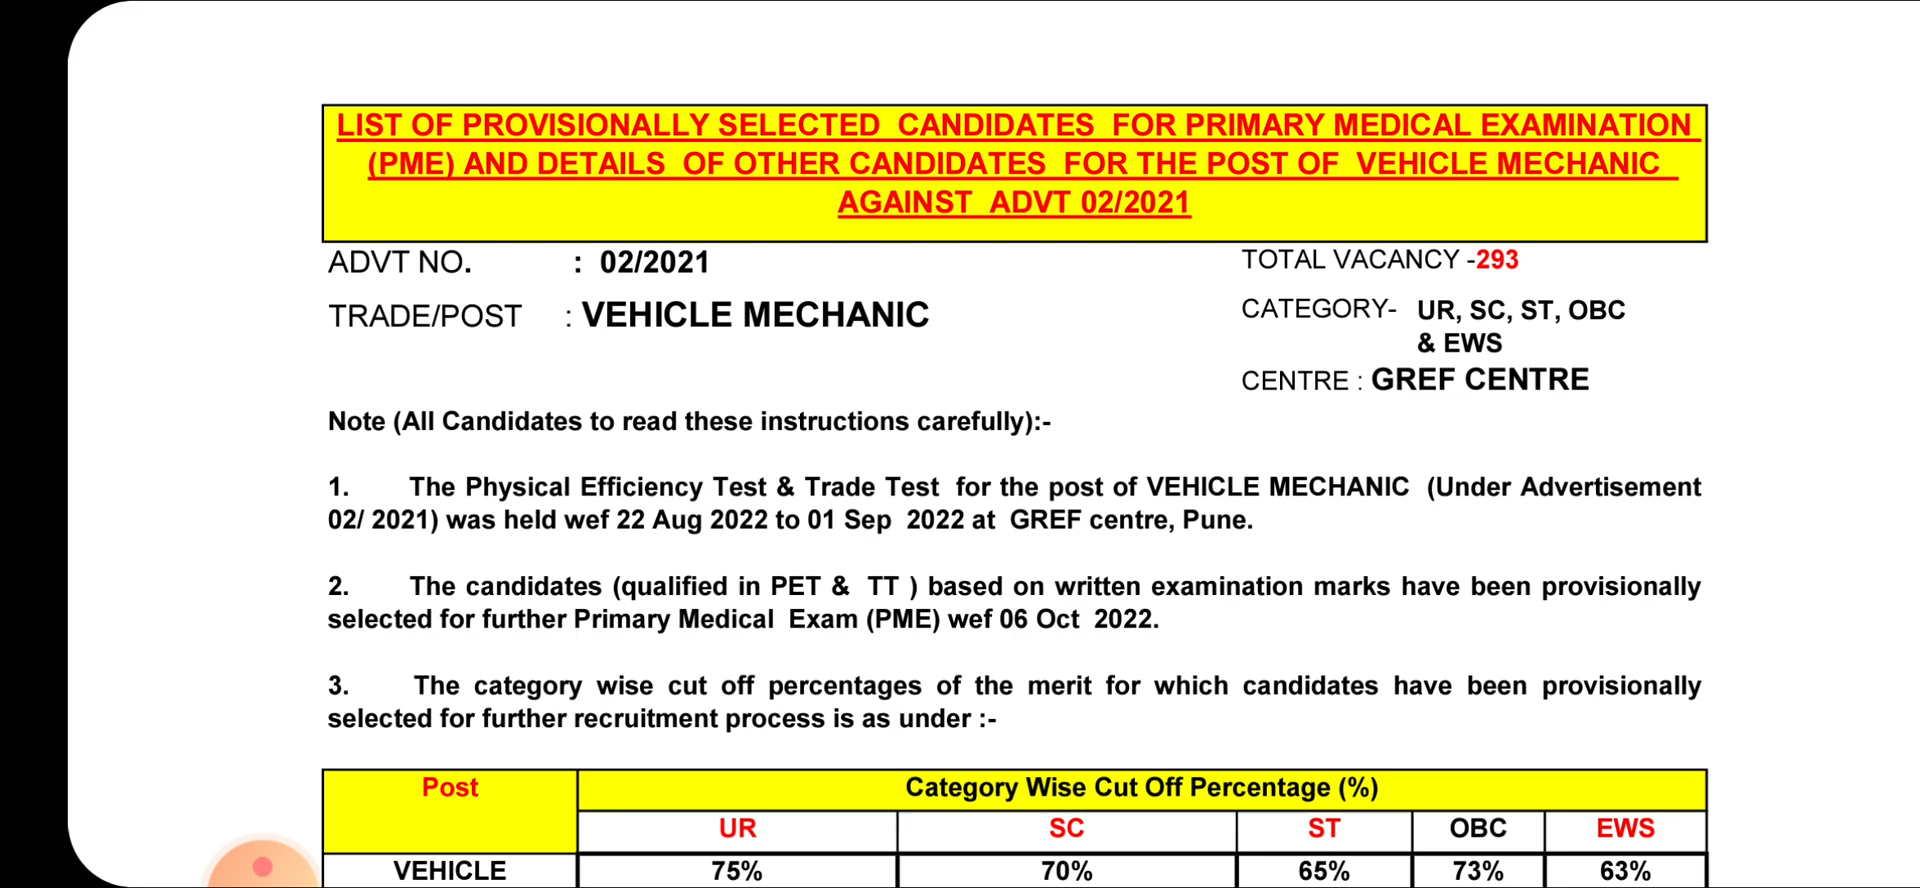 LIST OF PROVISIONALLY SELECTED CANDIDATES FOR PRIMARY MEDICAL EXAMINATION
(PME) AND DETAILS OF OTHER CANDIDATES FOR THE POST OF VEHICLE MECHANIC
AGAINST ADVT 02/2021
ADVT NO. : 02/2021
TOTAL VACANCY -293
TRADE/POST : VEHICLE MECHANIC
CATEGORY- UR, SC, ST, OBC
& EWS
CENTRE : GREF CENTRE
Note (All Candidates to read these instructions carefully):-
1. The Physical Efficiency Test & Trade Test for the post of VEHICLE MECHANIC (Under Advertisement
02/ 2021) was held wef 22 Aug 2022 to 01 Sep 2022 at GREF centre, Pune.
2. The candidates (qualified in PET & TT ) based on written examination marks have been provisionally
selected for further Primary Medical Exam (PME) wef 06 Oct 2022.
3. The category wise cut off percentages of the merit for which candidates have been provisionally
selected for further recruitment process is as under :-
Post Category Wise Cut Off Percentage (%)
UR SC ST OBC EWS
VEHICLE 75% 70% 65% 73% 63%